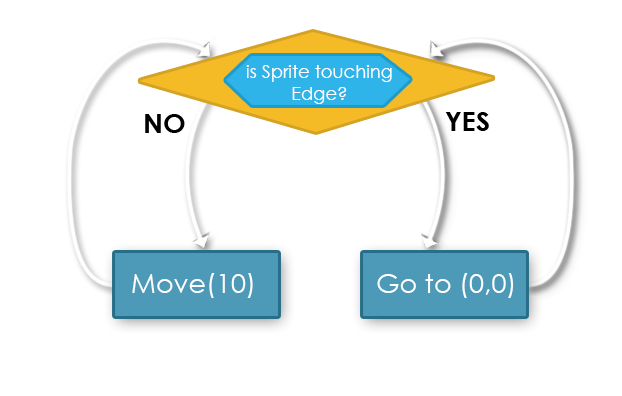 is Sprite touching
Edge?
NO
YES
Move(10)
Go to (0,0)